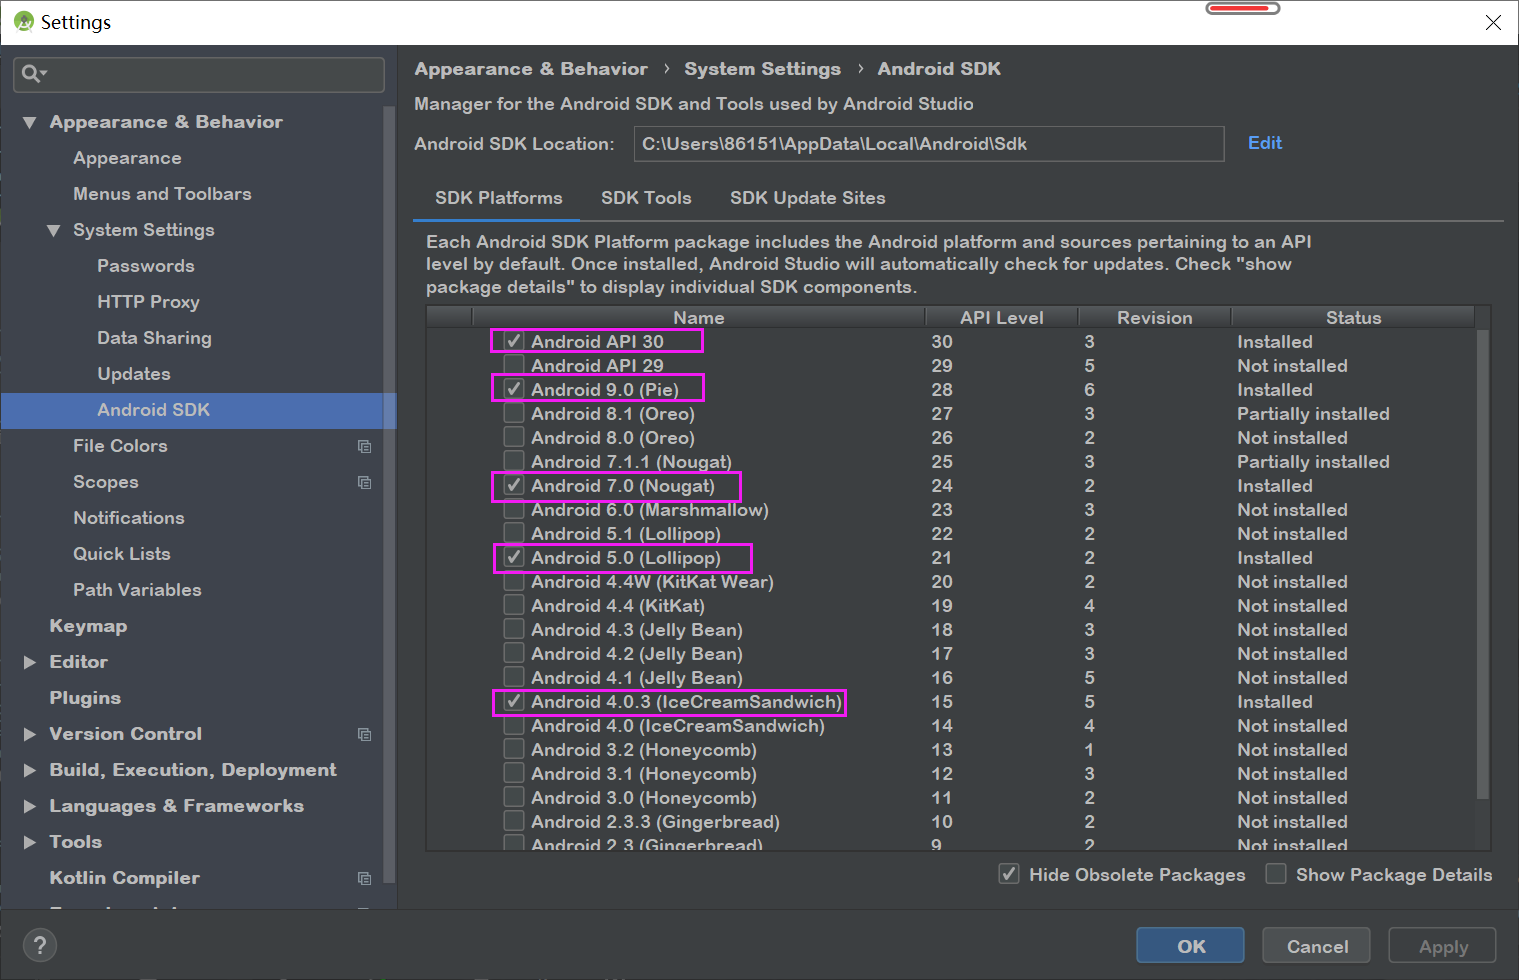 Settings
Appearance & Behavior
Appearance
Menus and Toolbars
System Settings
Passwords
HTTP Proxy
Data Sharing
Updates
Android SDK
File Colors
Scopes
Notifications
Quick Lists
Path Variables
Keymap
Editor
Plugins
Version Control
Build, Execution, Deployment
Languages & Frameworks
Tools
Kotlin Compiler
Appearance & Behavior › System Settings › Android SDK
Manager for the Android SDK and Tools used by Android Studio
Android SDK Location: C:\Users\86151\AppData\Local\Android\Sdk Edit
SDK Platforms SDK Tools SDK Update Sites
Each Android SDK Platform package includes the Android platform and sources pertaining to an API
level by default. Once installed, Android Studio will automatically check for updates. Check "show
package details" to display individual SDK components.
Name API Level Revision Status
Android API 30 30 3 Installed
Android API 29 29 5 Not installed
Android 9.0 (Pie) 28 6 Installed
Android 8.1 (Oreo) 27 3 Partially installed
Android 8.0 (Oreo) 26 2 Not installed
Android 7.1.1 (Nougat) 25 3 Partially installed
Android 7.0 (Nougat) 24 2 Installed
Android 6.0 (Marshmallow) 23 3 Not installed
Android 5.1 (Lollipop) 22 2 Not installed
Android 5.0 (Lollipop) 21 2 Installed
Android 4.4W (KitKat Wear) 20 2 Not installed
Android 4.4 (KitKat) 19 4 Not installed
Android 4.3 (Jelly Bean) 18 3 Not installed
Android 4.2 (Jelly Bean) 17 3 Not installed
Android 4.1 (Jelly Bean) 16 5 Not installed
Android 4.0.3 (IceCreamSandwich) 15 5 Installed
Android 4.0 (IceCreamSandwich) 14 4 Not installed
Android 3.2 (Honeycomb) 13 1 Not installed
Android 3.1 (Honeycomb) 12 3 Not installed
Android 3.0 (Honeycomb) 11 2 Not installed
Android 2.3.3 (Gingerbread) 10 2 Not installed
Android 2.3 (Gingerbread) 9 2 Not installed
Hide Obsolete Packages Show Package Details
? OK Cancel Apply